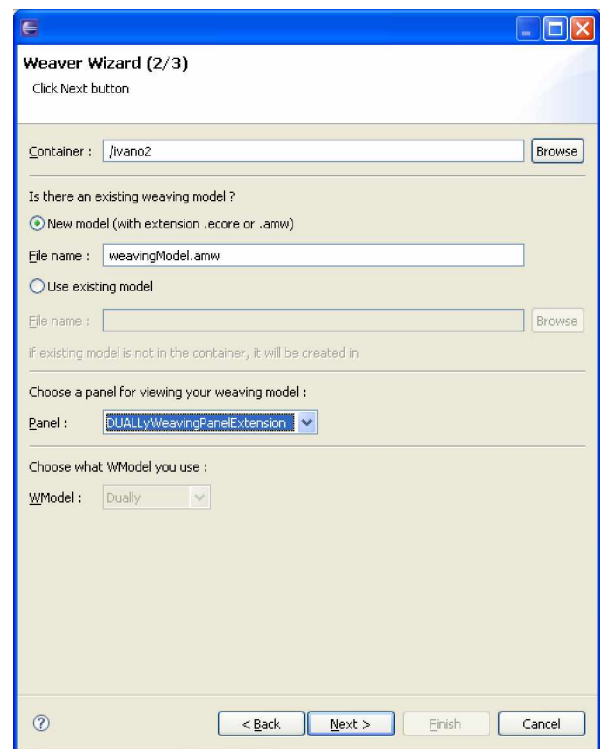 Weaver Wizard (2/3)
Click Next button
Container : /ivano2 Browse
Is there an existing weaving model ?
New model (with extension .ecore or .amw)
File name : weavingModel.amw
Use existing model
File name : Browse
if existing model is not in the container, it will be created in
Choose a panel for viewing your weaving model :
Panel : DUALLyWeavingPanelExtension
Choose what WModel you use :
WModel : Dually
? < Back Next > Finish Cancel